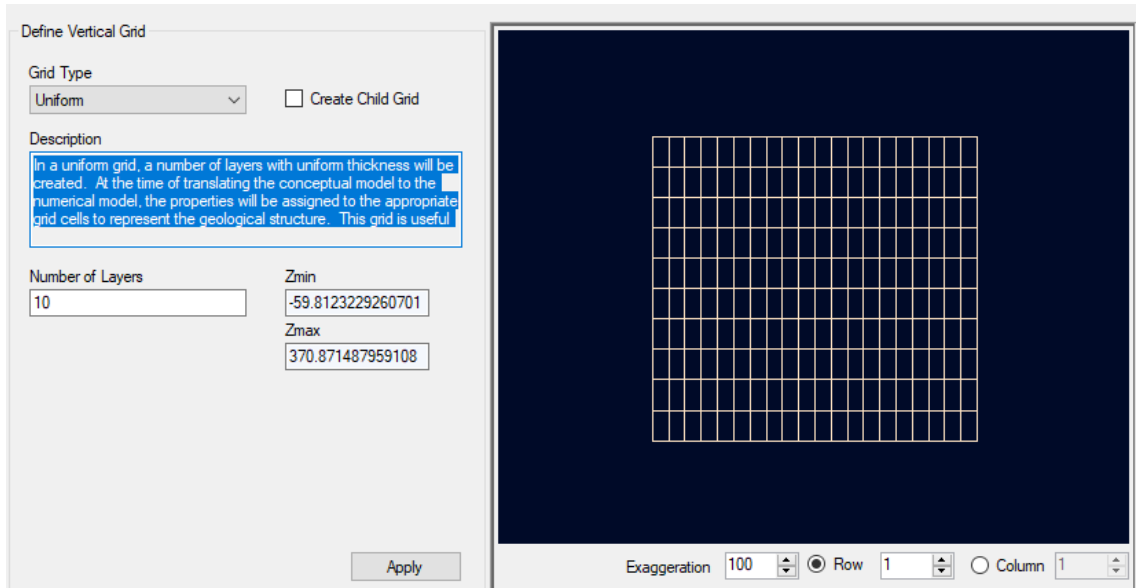 Define Vertical Grid
Grid Type
Uniform
Create Child Grid
Description
In a uniform grid, a number of layers with uniform thickness will be
created.  At the time of translating the conceptual model to the
numerical model, the properties will be assigned to the appropriate
grid cells to represent the geological structure.  This grid is useful
Number of Layers
Zmin
10
-59.8123229260701
Zmax
370.871487959108
Apply
Exaggeration 100 Row 1 Column 1